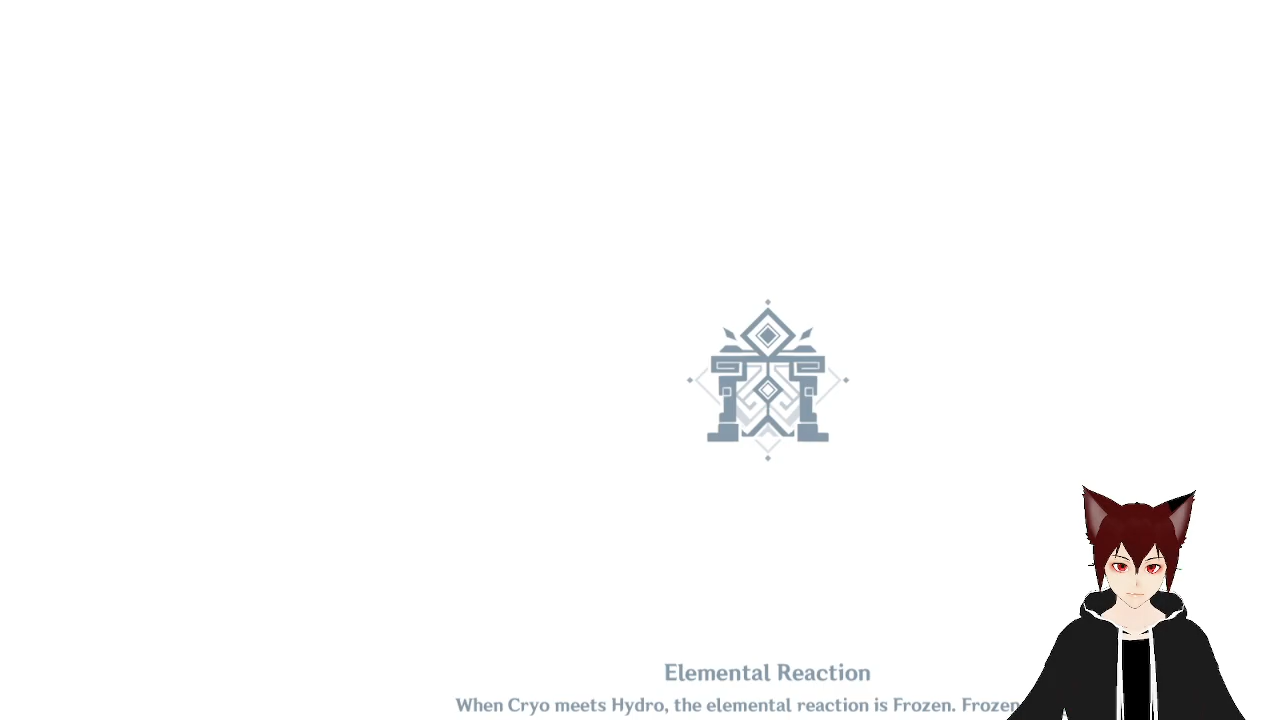 Elemental Reaction
When Cryo meets Hydro, the elemental reaction is Frozen. Frozen